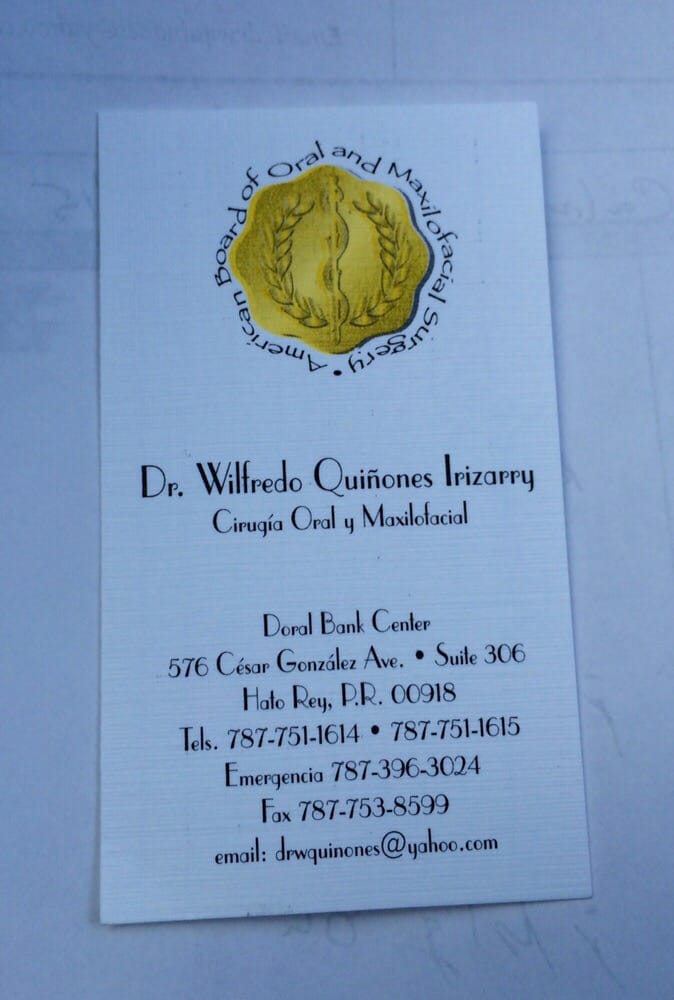 American Board of Oral and Maxilofacial Surgery •
Dr. Wilfredo Quiñones Irizarry
Cirugía Oral y Maxilofacial
Doral Bank Center
576 César González Ave. • Suite 306
Hato Rey, P.R. 00918
Tels. 787-751-1614 • 787-751-1615
Emergencia 787-396-3024
Fax 787-753-8599
email: drwquinones@yahoo.com